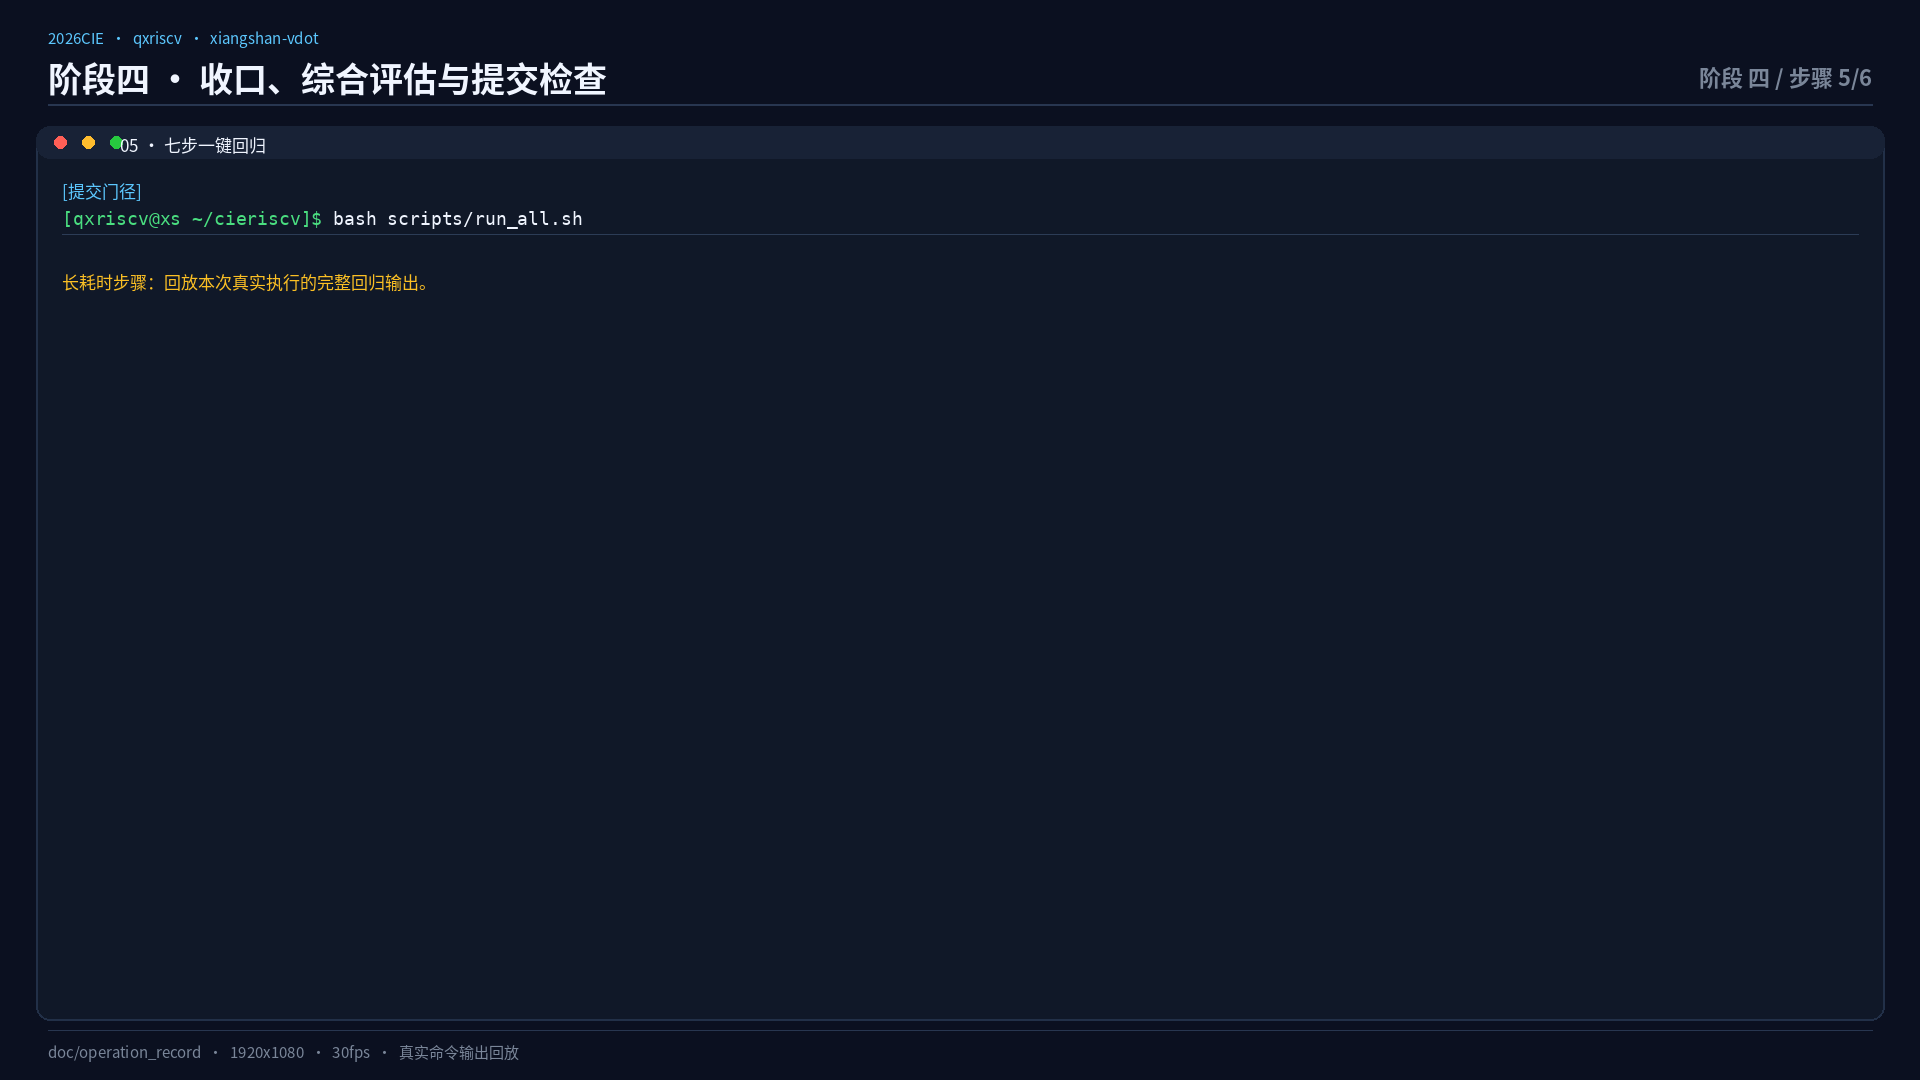 2026CIE · qxriscv · xiangshan-vdot
阶段四 · 收口、综合评估与提交检查
阶段 四 / 步骤 5/6
05 · 七步一键回归
[提交门径]
[qxriscv@xs ~/cieriscv]$ bash scripts/run_all.sh
长耗时步骤：回放本次真实执行的完整回归输出。
doc/operation_record · 1920x1080 · 30fps · 真实命令输出回放